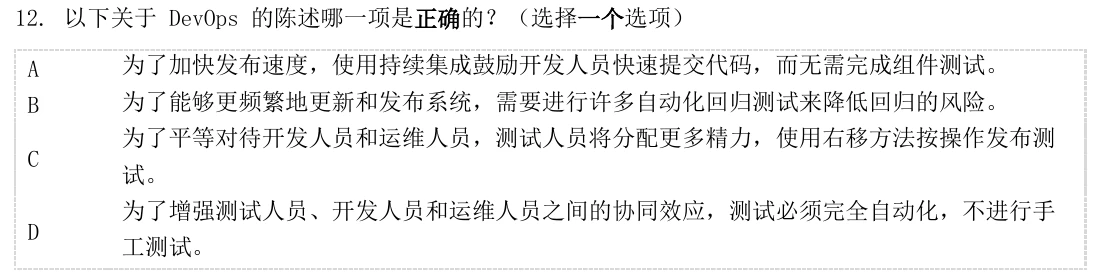 12. 以下关于 DevOps 的陈述哪一项是正确的？（选择一个选项）
A 为了加快发布速度，使用持续集成鼓励开发人员快速提交代码，而无需完成组件测试。
B 为了能够更频繁地更新和发布系统，需要进行许多自动化回归测试来降低回归的风险。
C 为了平等对待开发人员和运维人员，测试人员将分配更多精力，使用右移方法按操作发布测
试。
D 为了增强测试人员、开发人员和运维人员之间的协同效应，测试必须完全自动化，不进行手
工测试。